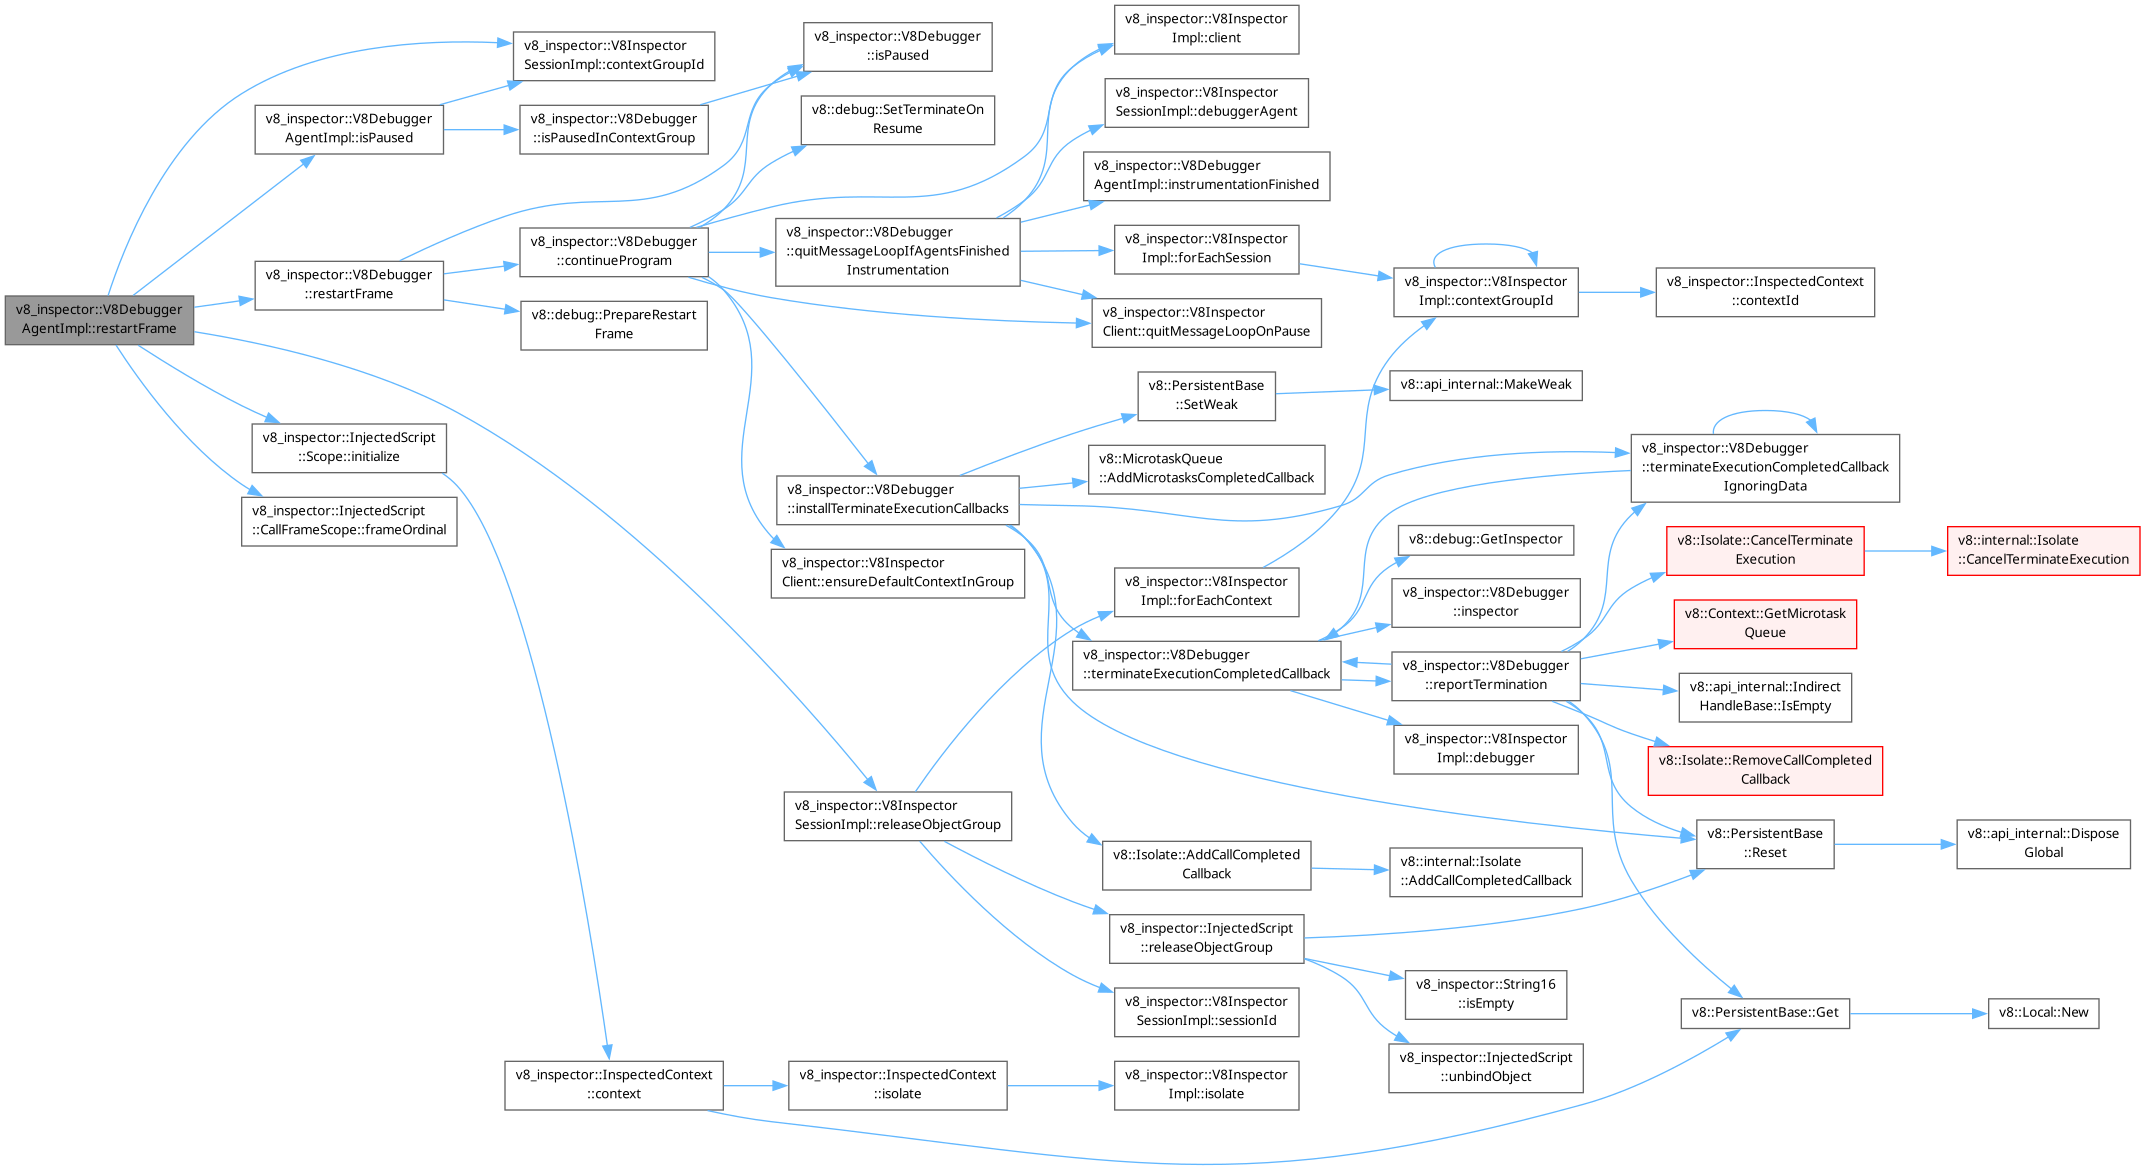 v8_inspector::V8Debugger
AgentImpl::restartFrame
v8_inspector::V8Inspector
SessionImpl::contextGroupId
v8_inspector::V8Debugger
AgentImpl::isPaused
v8_inspector::V8Debugger
::isPausedInContextGroup
v8_inspector::V8Debugger
::isPaused
v8::debug::SetTerminateOn
Resume
v8_inspector::V8Debugger
::restartFrame
v8_inspector::V8Debugger
::continueProgram
v8::debug::PrepareRestart
Frame
v8_inspector::V8Debugger
::quitMessageLoopIfAgentsFinished
Instrumentation
v8_inspector::V8Inspector
Impl::client
v8_inspector::V8Inspector
SessionImpl::debuggerAgent
v8_inspector::V8Debugger
AgentImpl::instrumentationFinished
v8_inspector::V8Inspector
Impl::forEachSession
v8_inspector::V8Inspector
Client::quitMessageLoopOnPause
v8_inspector::V8Inspector
Impl::contextGroupId
v8_inspector::InspectedContext
::contextId
v8::PersistentBase
::SetWeak
v8::api_internal::MakeWeak
v8::MicrotaskQueue
::AddMicrotasksCompletedCallback
v8_inspector::V8Debugger
::installTerminateExecutionCallbacks
v8_inspector::V8Inspector
Client::ensureDefaultContextInGroup
v8_inspector::InjectedScript
::Scope::initialize
v8_inspector::InjectedScript
::CallFrameScope::frameOrdinal
v8_inspector::V8Debugger
::terminateExecutionCompletedCallback
IgnoringData
v8::debug::GetInspector
v8::Isolate::CancelTerminate
Execution
v8::internal::Isolate
::CancelTerminateExecution
v8_inspector::V8Inspector
Impl::forEachContext
v8_inspector::V8Debugger
::inspector
v8::Context::GetMicrotask
Queue
v8_inspector::V8Debugger
::terminateExecutionCompletedCallback
v8_inspector::V8Debugger
::reportTermination
v8::api_internal::Indirect
HandleBase::IsEmpty
v8_inspector::V8Inspector
Impl::debugger
v8::Isolate::RemoveCallCompleted
Callback
v8_inspector::V8Inspector
SessionImpl::releaseObjectGroup
v8::Isolate::AddCallCompleted
Callback
v8::internal::Isolate
::AddCallCompletedCallback
v8::PersistentBase
::Reset
v8::api_internal::Dispose
Global
v8_inspector::InjectedScript
::releaseObjectGroup
v8_inspector::String16
::isEmpty
v8_inspector::V8Inspector
SessionImpl::sessionId
v8_inspector::InjectedScript
::unbindObject
v8::PersistentBase::Get
v8::Local::New
v8_inspector::InspectedContext
::context
v8_inspector::InspectedContext
::isolate
v8_inspector::V8Inspector
Impl::isolate